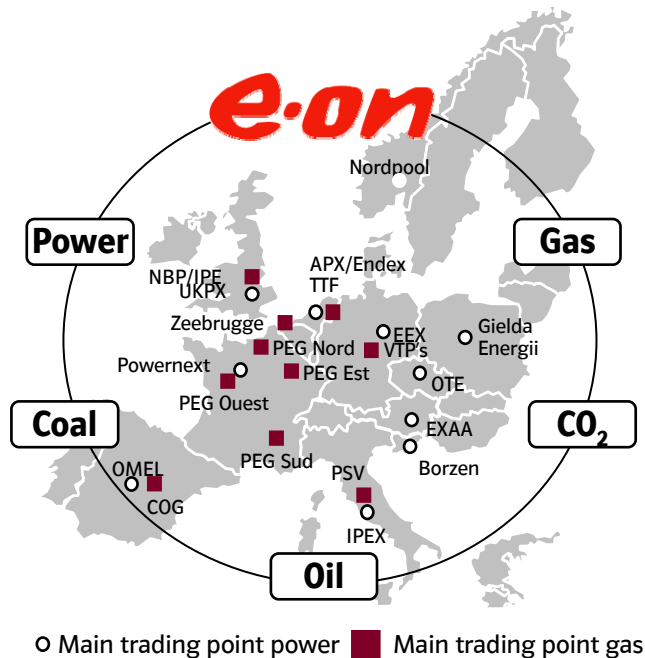 e·on
Nordpool
Power
Gas
APX/Endex
TTF
NBP/IPE
UKPX
Zeebrugge
EEX
VTP's
Gielda
Energii
PEG Nord
Powernext
PEG Est
OTE
PEG Ouest
Coal
CO₂
EXAA
PEG Sud
Borzen
OMEL
COG
PSV
IPEX
Oil
Main trading point power
Main trading point gas